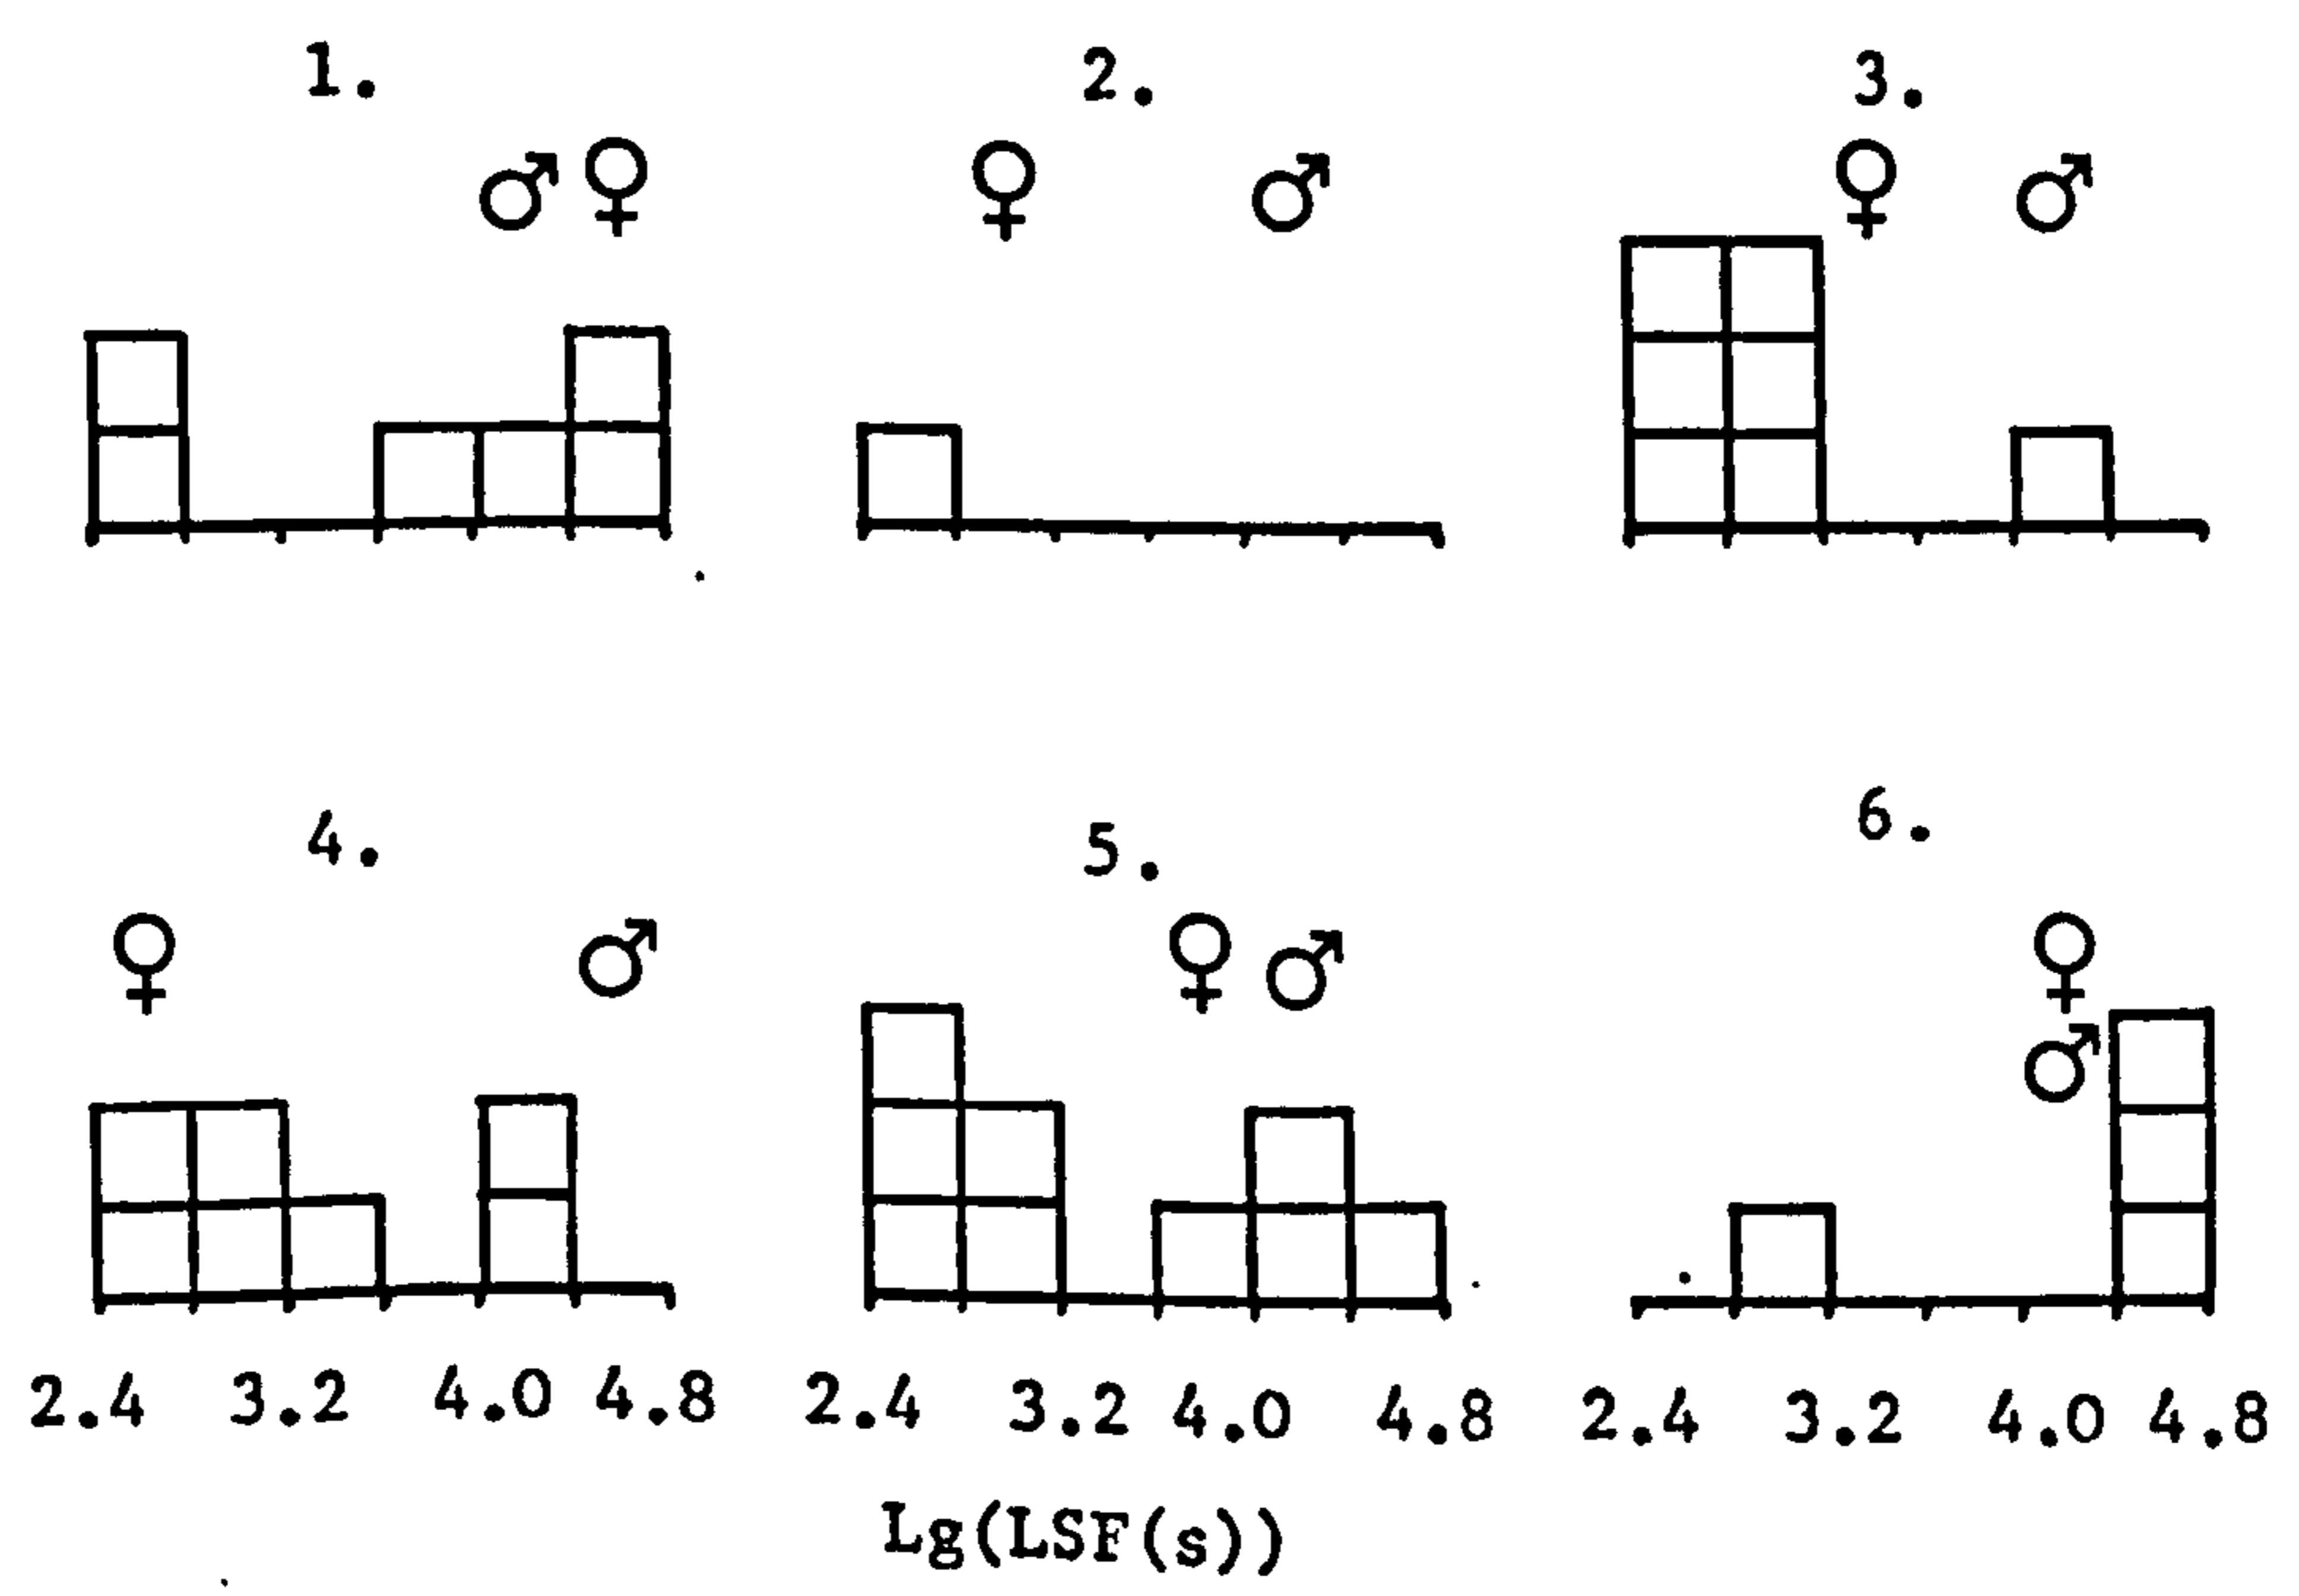 1. 2. 3.
♂ ♀ ♀ ♂ ♀ ♂
4. 5. 6.
♀ ♂ ♀ ♂ ♀
♂
2.4 3.2 4.0 4.8 2.4 3.2 4.0 4.8 2.4 3.2 4.0 4.8
Lg(LSF(s))